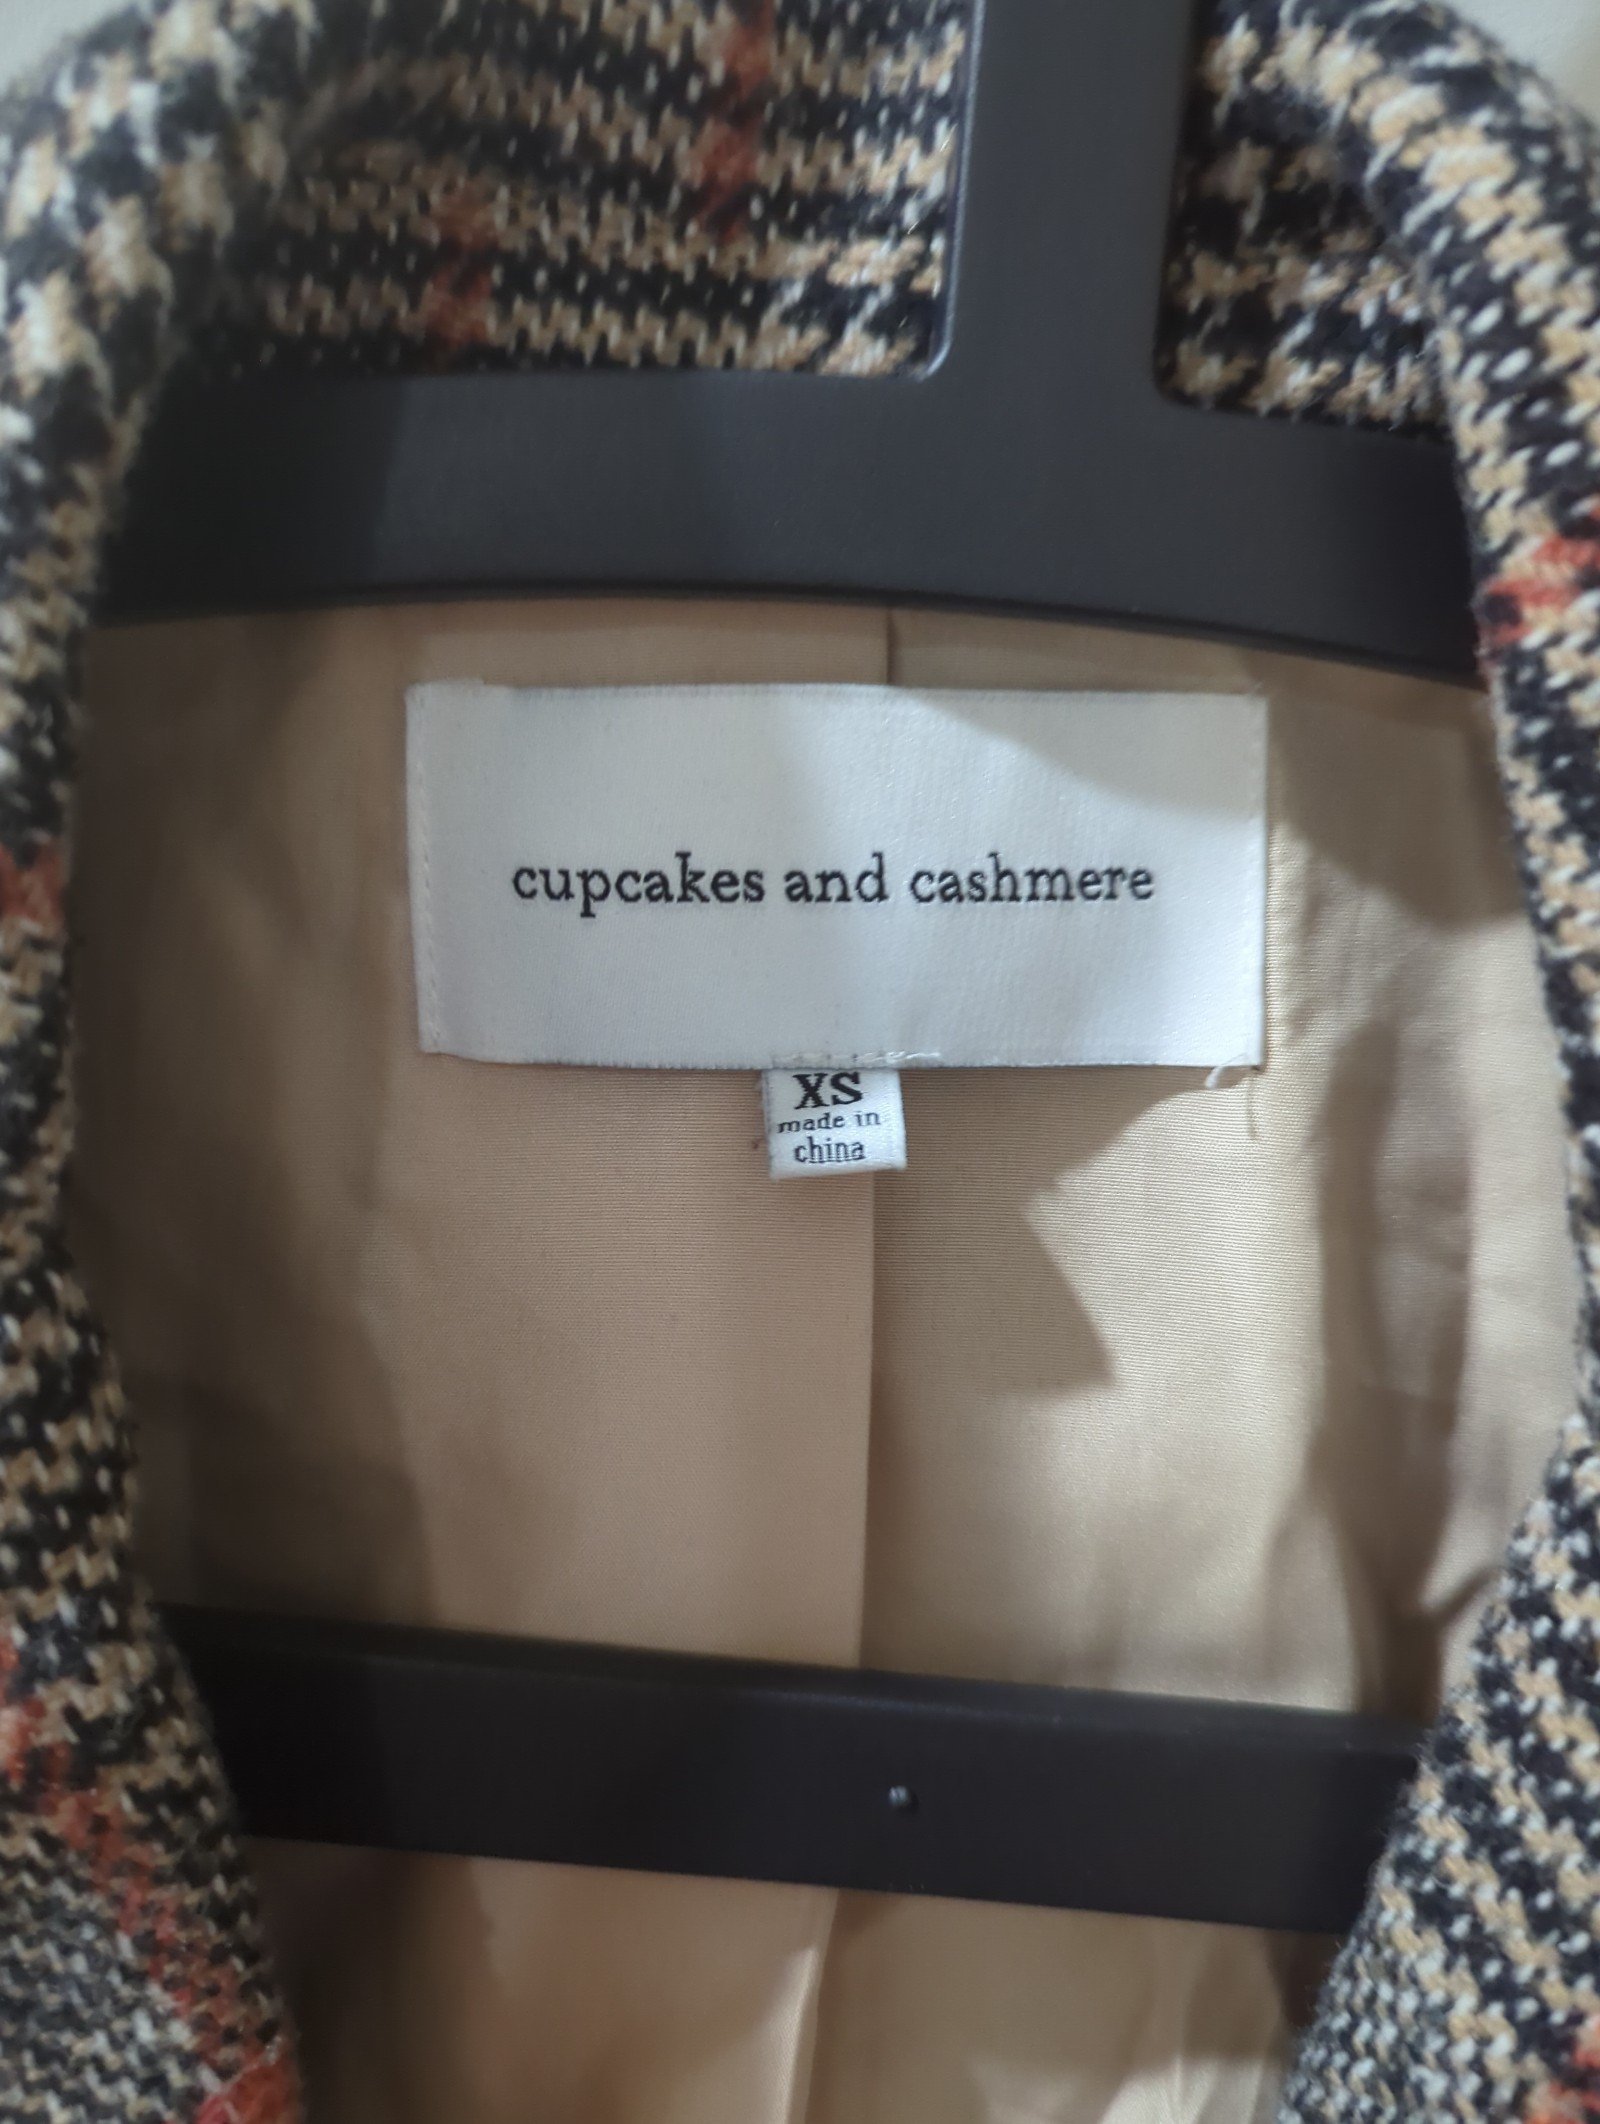 cupcakes and cashmere
XS
made in
china